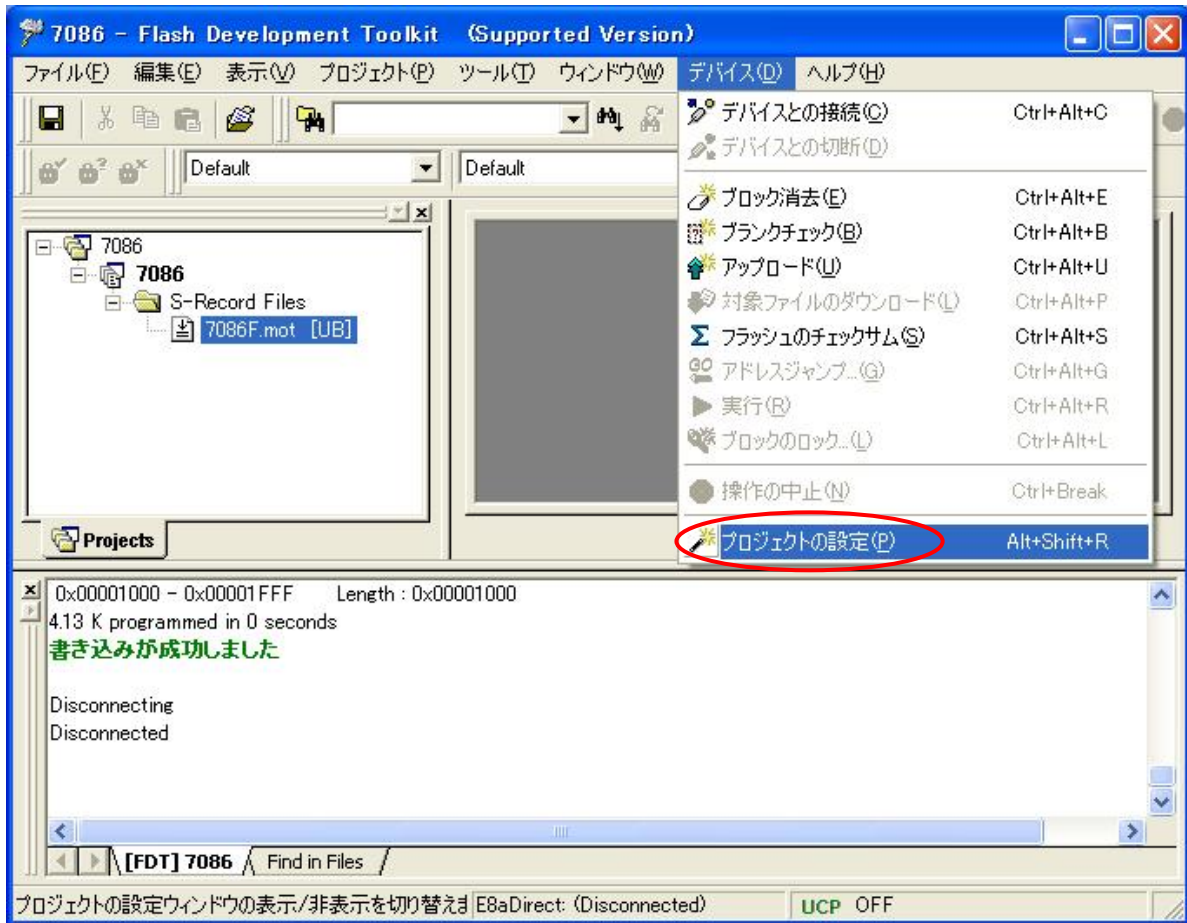 7086 - Flash Development Toolkit (Supported Version)
ファイル(F) 編集(E) 表示(V) プロジェクト(P) ツール(T) ウィンドウ(W) デバイス(D) ヘルプ(H)
Default
Default
デバイスとの接続(C) Ctrl+Alt+C
デバイスとの切断(D)
ブロック消去(E) Ctrl+Alt+E
ブランクチェック(B) Ctrl+Alt+B
アップロード(U) Ctrl+Alt+U
対象ファイルのダウンロード(L) Ctrl+Alt+P
フラッシュのチェックサム(S) Ctrl+Alt+S
アドレスジャンプ...(G) Ctrl+Alt+G
実行(R) Ctrl+Alt+R
ブロックのロック...(L) Ctrl+Alt+L
操作の中止(N) Ctrl+Break
プロジェクトの設定(P) Alt+Shift+R
7086
7086
S-Record Files
7086F.mot [UB]
Projects
0x00001000 - 0x00001FFF Length : 0x00001000
4.13 K programmed in 0 seconds
書き込みが成功しました
Disconnecting
Disconnected
[FDT] 7086 Find in Files
プロジェクトの設定ウィンドウの表示/非表示を切り替えま E8aDirect: (Disconnected) UCP OFF